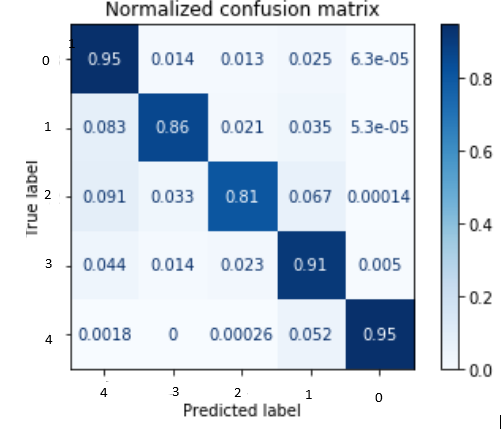 Normalized confusion matrix
0 0.95 0.014 0.013 0.025 6.3e-05
1 0.083 0.86 0.021 0.035 5.3e-05
2 0.091 0.033 0.81 0.067 0.00014
3 0.044 0.014 0.023 0.91 0.005
4 0.0018 0 0.00026 0.052 0.95
4 3 2 1 0
True label
Predicted label
0.8
0.6
0.4
0.2
0.0